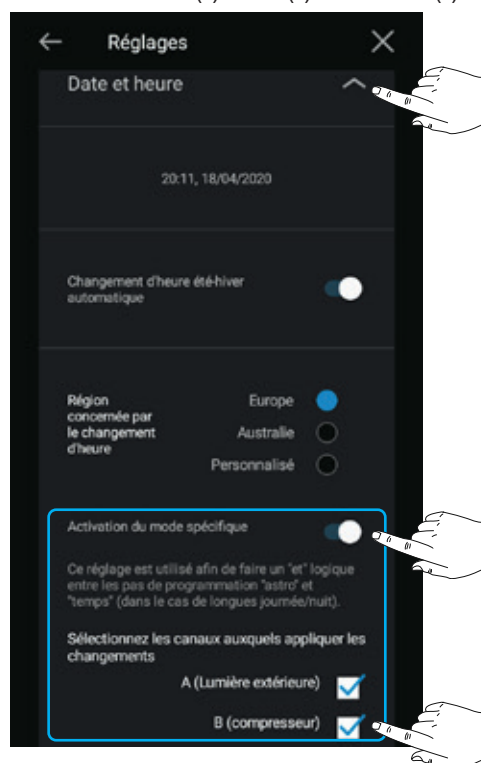 Réglages
Date et heure
20:11, 18/04/2020
Changement d'heure été-hiver
automatique
Région
concernée par
le changement
d'heure
Europe
Australie
Personnalisé
Activation du mode spécifique
Ce réglage est utilisé afin de faire un "et" logique
entre les pas de programmation "astro" et
"temps" (dans le cas de longues journée/nuit).
Sélectionnez les canaux auxquels appliquer les
changements
A (Lumière extérieure)
B (compresseur)